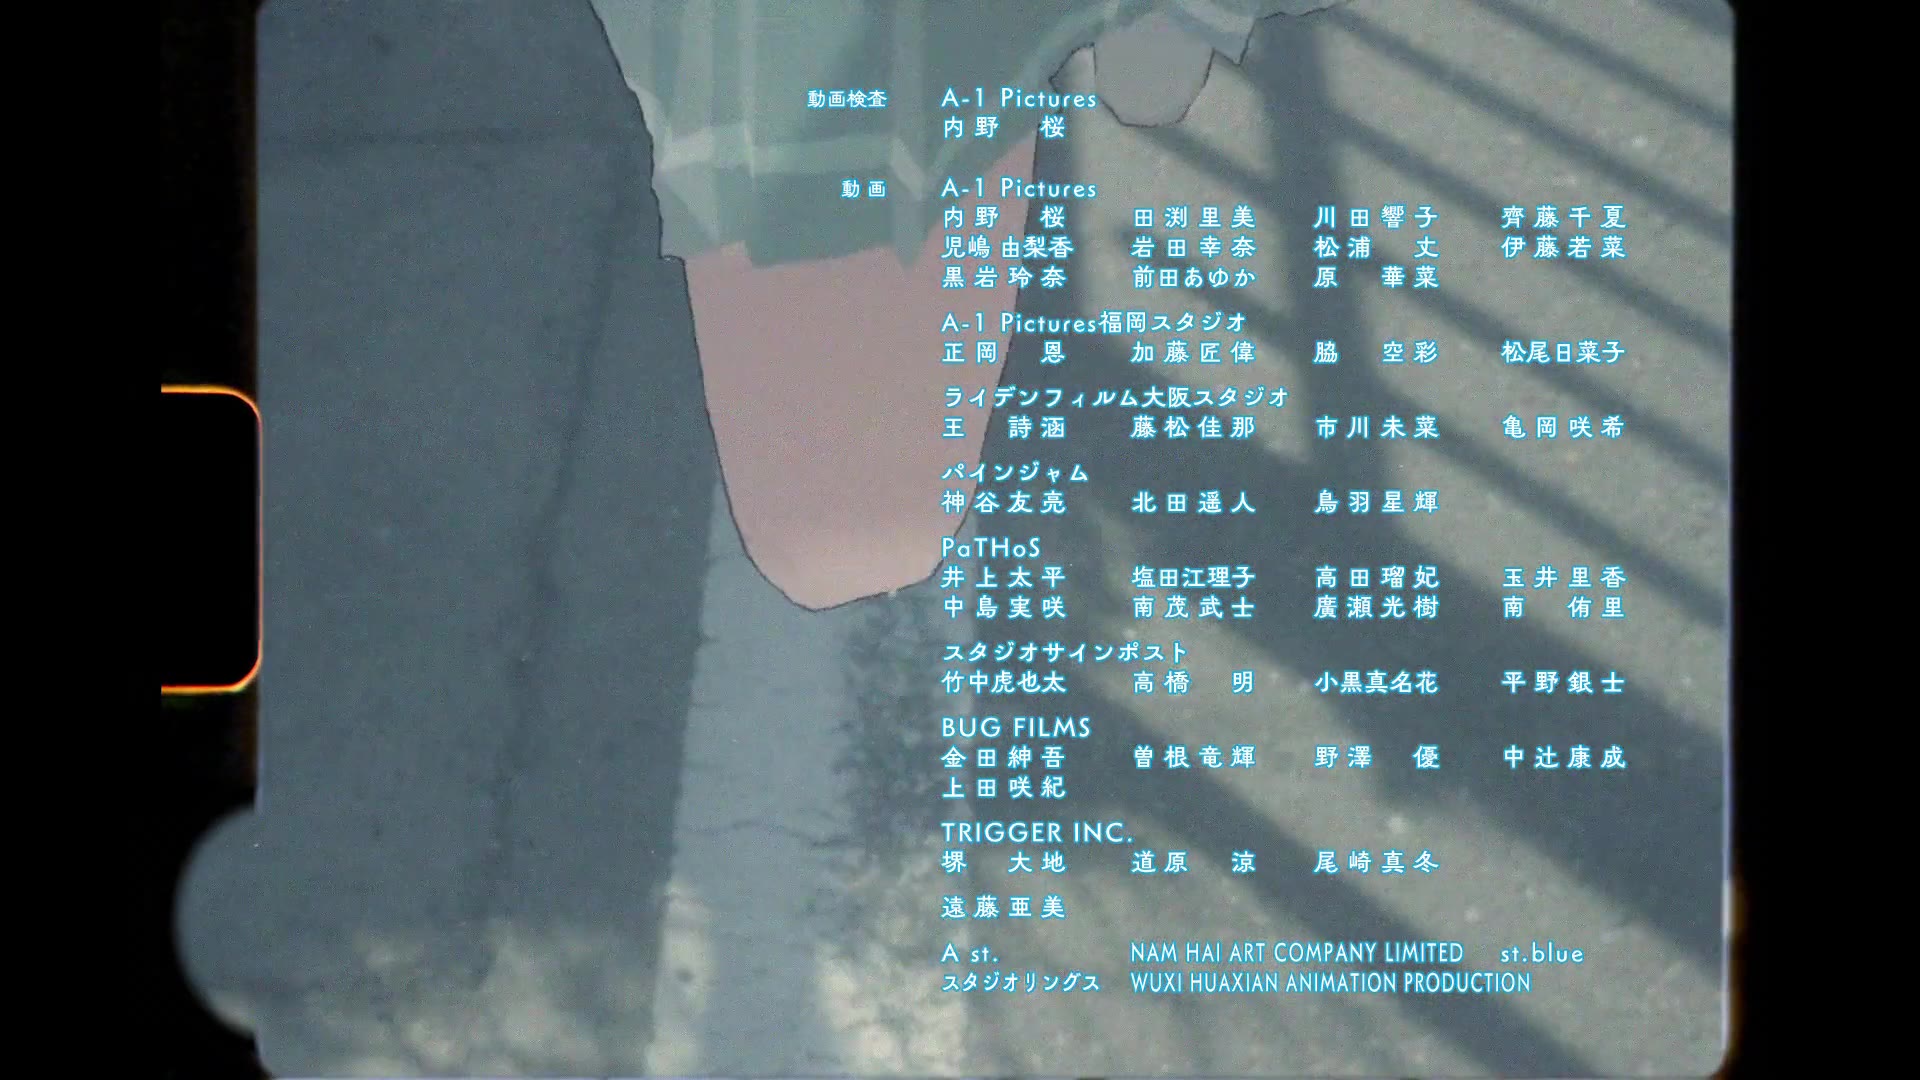 動画検査 A-1 Pictures
内野 桜
動画 A-1 Pictures
内野 桜 田渕里美 川田響子 齊藤千夏
児嶋由梨香 岩田幸奈 松浦 丈 伊藤若菜
黒岩玲奈 前田あゆか 原 華菜
A-1 Pictures福岡スタジオ
正岡 恩 加藤匠偉 脇 空彩 松尾日菜子
ライデンフィルム大阪スタジオ
王 詩涵 藤松佳那 市川未菜 亀岡咲希
パインジャム
神谷友亮 北田遥人 鳥羽星輝
PaTHoS
井上太平 塩田江理子 高田瑠妃 玉井里香
中島実咲 南茂武士 廣瀬光樹 南 侑里
スタジオサインポスト
竹中虎也太 高橋 明 小黒真名花 平野銀士
BUG FILMS
金田紳吾 曽根竜輝 野澤 優 中辻康成
上田咲紀
TRIGGER INC.
堺 大地 道原 涼 尾崎真冬
遠藤亜美
A st. NAM HAI ART COMPANY LIMITED st.blue
スタジオリングス WUXI HUAXIAN ANIMATION PRODUCTION